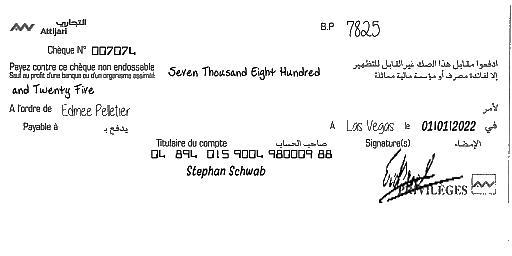 التجاري
Attijari
B.P 7825
Chèque N° 007074
Payez contre ce chèque non endossable
Sauf au profit d'une banque ou d'un organisme assimilé
Seven Thousand Eight Hundred
ادفعوا مقابل هذا الصك غير القابل للتظهير
إلا لفائدة مصرف أو مؤسسة مالية مماثلة
and Twenty Five
A l'ordre de Edmee Pelletier
لأمر
Payable à
يدفع بـ
A Las Vegas le 01/01/2022 في
Titulaire du compte صاحب الحساب
Signature(s) الإمضاء
04 894 015 9004 980009 88
Stephan Schwab
PRIVILÈGES